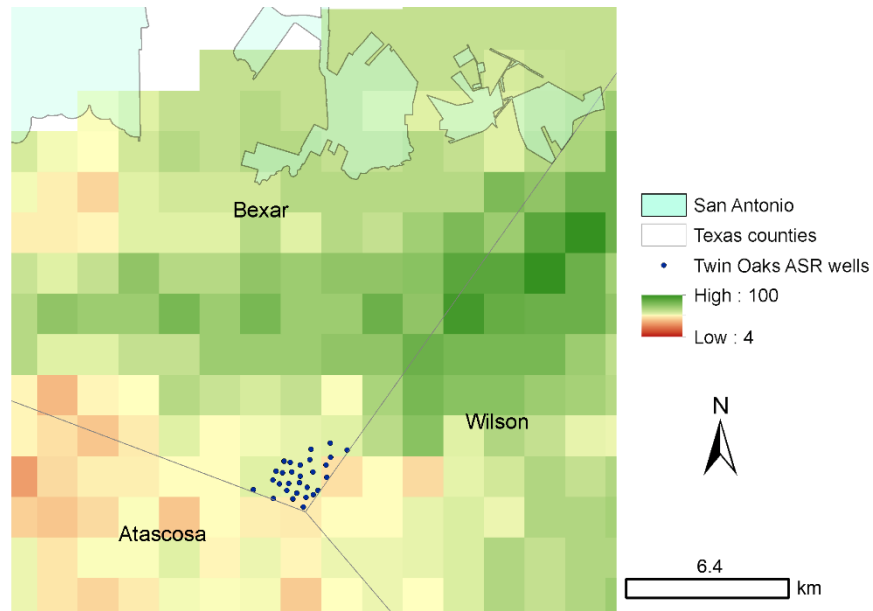 Bexar
Wilson
Atascosa
San Antonio
Texas counties
Twin Oaks ASR wells
High : 100
Low : 4
N
6.4
km